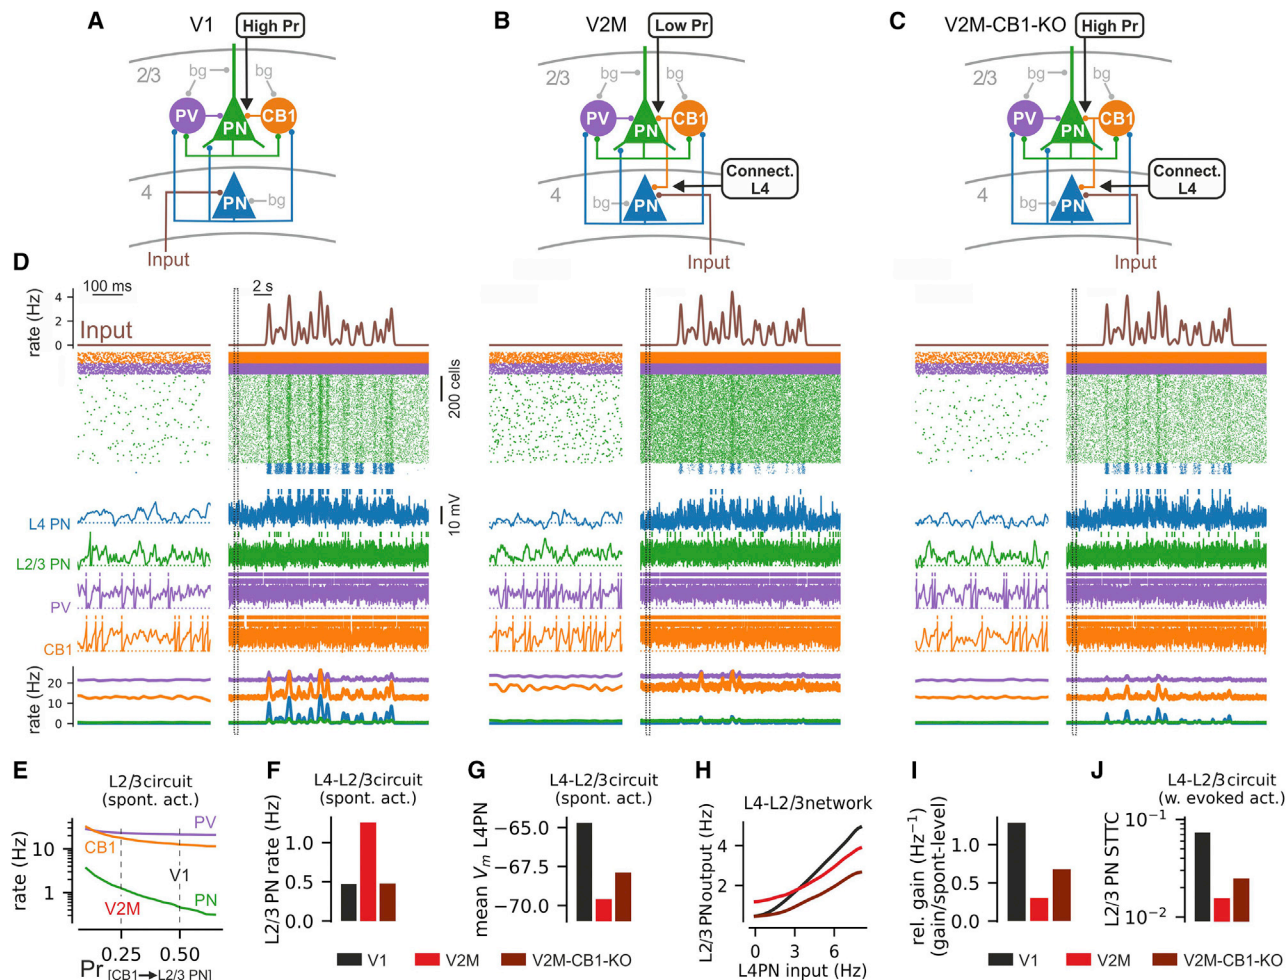 A
V1
High Pr
B
V2M
Low Pr
C
V2M-CB1-KO
High Pr
2/3
bg
bg
PV
PN
CB1
4
PN
bg
Input
2/3
bg
bg
PV
PN
CB1
Connect.
L4
4
bg
PN
Input
2/3
bg
bg
PV
PN
CB1
Connect.
L4
4
bg
PN
Input
D
100 ms
2 s
rate (Hz)
4
2
0
Input
200 cells
10 mV
L4 PN
L2/3 PN
PV
CB1
rate (Hz)
20
10
0
E
L2/3circuit
(spont. act.)
rate (Hz)
10
1
PV
CB1
V1
V2M
PN
0.25
0.50
Pr [CB1→L2/3 PN]
F
L4-L2/3circuit
(spont. act.)
L2/3 PN rate (Hz)
1.0
0.5
0.0
G
L4-L2/3circuit
(spont. act.)
mean Vm L4PN
−65.0
−67.5
−70.0
H
L4-L2/3network
L2/3 PNoutput (Hz)
4
2
0
3
6
L4PN input (Hz)
I
rel. gain (Hz⁻¹)
(gain/spont-level)
1.0
0.5
0.0
J
L4-L2/3circuit
(w. evoked act.)
L2/3 PN STTC
10⁻¹
10⁻²
V1
V2M
V2M-CB1-KO
V1
V2M
V2M-CB1-KO